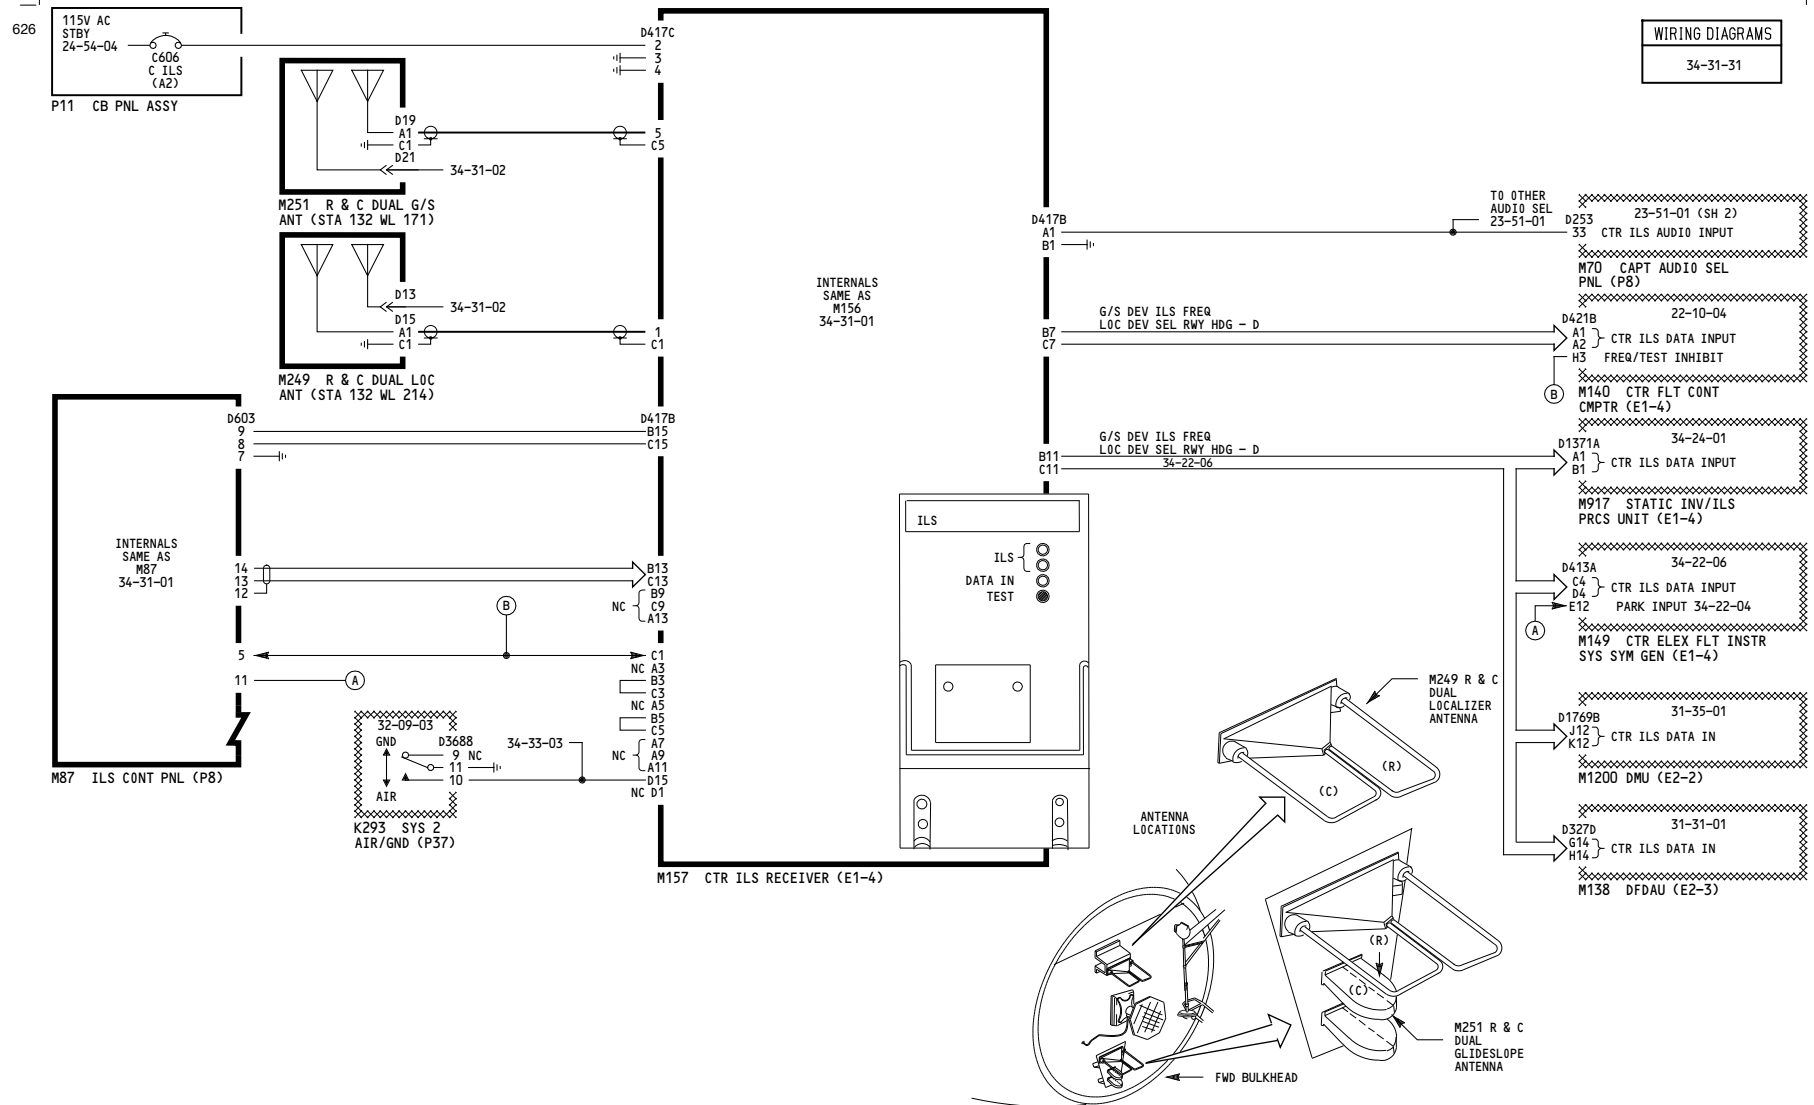 626
115V AC
STBY
24-54-04
C606
C ILS
(A2)
P11 CB PNL ASSY
D19
A1
C1
D21
34-31-02
M251 R & C DUAL G/S
ANT (STA 132 WL 171)
D13
34-31-02
D15
A1
C1
M249 R & C DUAL LOC
ANT (STA 132 WL 214)
D603
9
8
7
INTERNALS
SAME AS
M87
34-31-01
14
13
12
5
11
M87 ILS CONT PNL (P8)
B
A
32-09-03
GND
D3688
9 NC
11
10
AIR
K293 SYS 2
AIR/GND (P37)
34-33-03
D417C
2
3
4
5
C5
1
C1
D417B
B15
C15
B13
C13
B9
NC C9
A13
C1
NC A3
B3
C3
NC A5
B5
C5
A7
NC A9
A11
D15
NC D1
INTERNALS
SAME AS
M156
34-31-01
M157 CTR ILS RECEIVER (E1-4)
ILS
ILS
DATA IN
TEST
D417B
A1
B1
B7
C7
B11
C11
G/S DEV ILS FREQ
LOC DEV SEL RWY HDG - D
G/S DEV ILS FREQ
LOC DEV SEL RWY HDG - D
34-22-06
WIRING DIAGRAMS
34-31-31
TO OTHER
AUDIO SEL
23-51-01
D253
33
23-51-01 (SH 2)
CTR ILS AUDIO INPUT
M70 CAPT AUDIO SEL
PNL (P8)
D421B
22-10-04
A1
A2
CTR ILS DATA INPUT
H3 FREQ/TEST INHIBIT
B
M140 CTR FLT CONT
CMPTR (E1-4)
D1371A
34-24-01
A1
B1
CTR ILS DATA INPUT
M917 STATIC INV/ILS
PRCS UNIT (E1-4)
D413A
34-22-06
C4
D4
CTR ILS DATA INPUT
E12 PARK INPUT 34-22-04
A
M149 CTR ELEX FLT INSTR
SYS SYM GEN (E1-4)
D1769B
31-35-01
J12
K12
CTR ILS DATA IN
M1200 DMU (E2-2)
D327D
31-31-01
G14
H14
CTR ILS DATA IN
M138 DFDAU (E2-3)
M249 R & C
DUAL
LOCALIZER
ANTENNA
(R)
(C)
ANTENNA
LOCATIONS
(R)
(C)
M251 R & C
DUAL
GLIDESLOPE
ANTENNA
FWD BULKHEAD